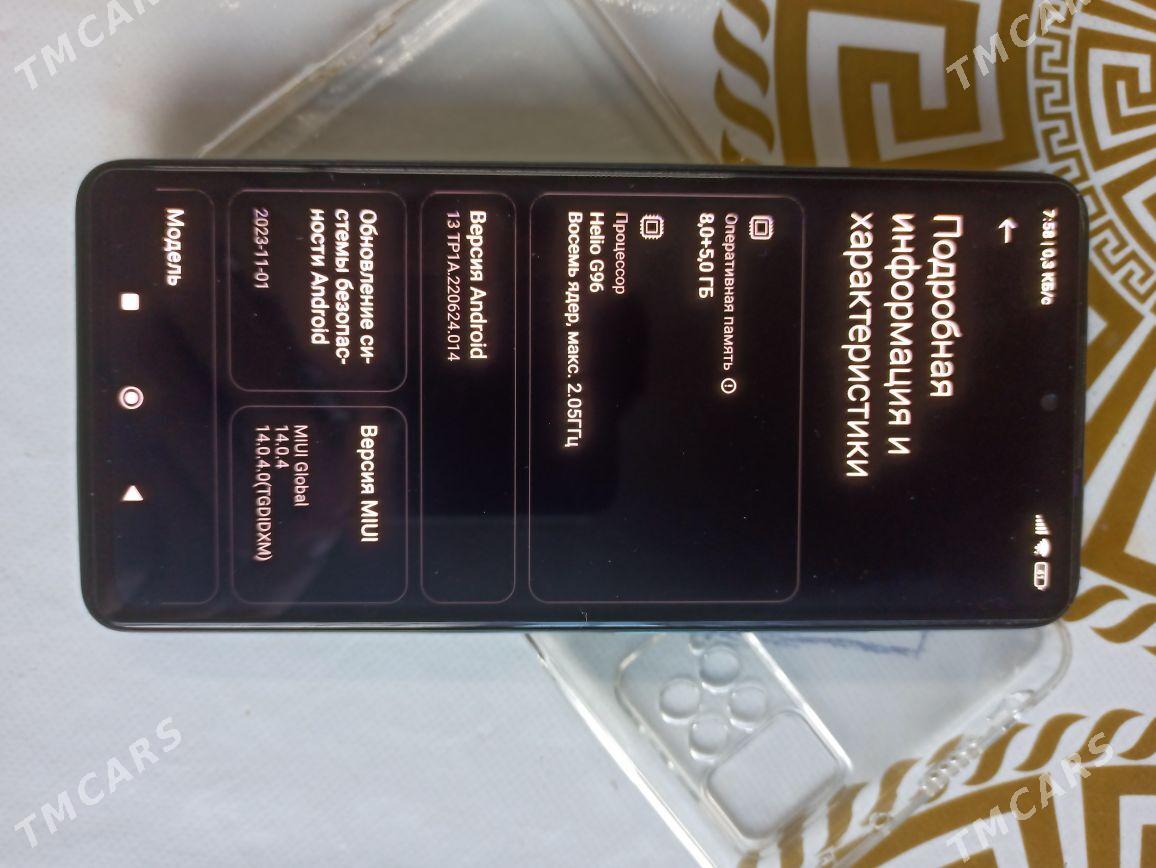 7:58 | 0,3 КБ/с
Подробная
информация и
характеристики
Оперативная память
8,0+5,0 ГБ
Процессор
Helio G96
Восемь ядер, макс. 2.05ГГц
Версия Android
13 TP1A.220624.014
Обновление си-
стемы безопас-
ности Android
2023-11-01
Версия MIUI
MIUI Global
14.0.4
14.0.4.0(TGDIDXM)
Модель
TMCARS
TMCARS
TMCARS
TMCARS